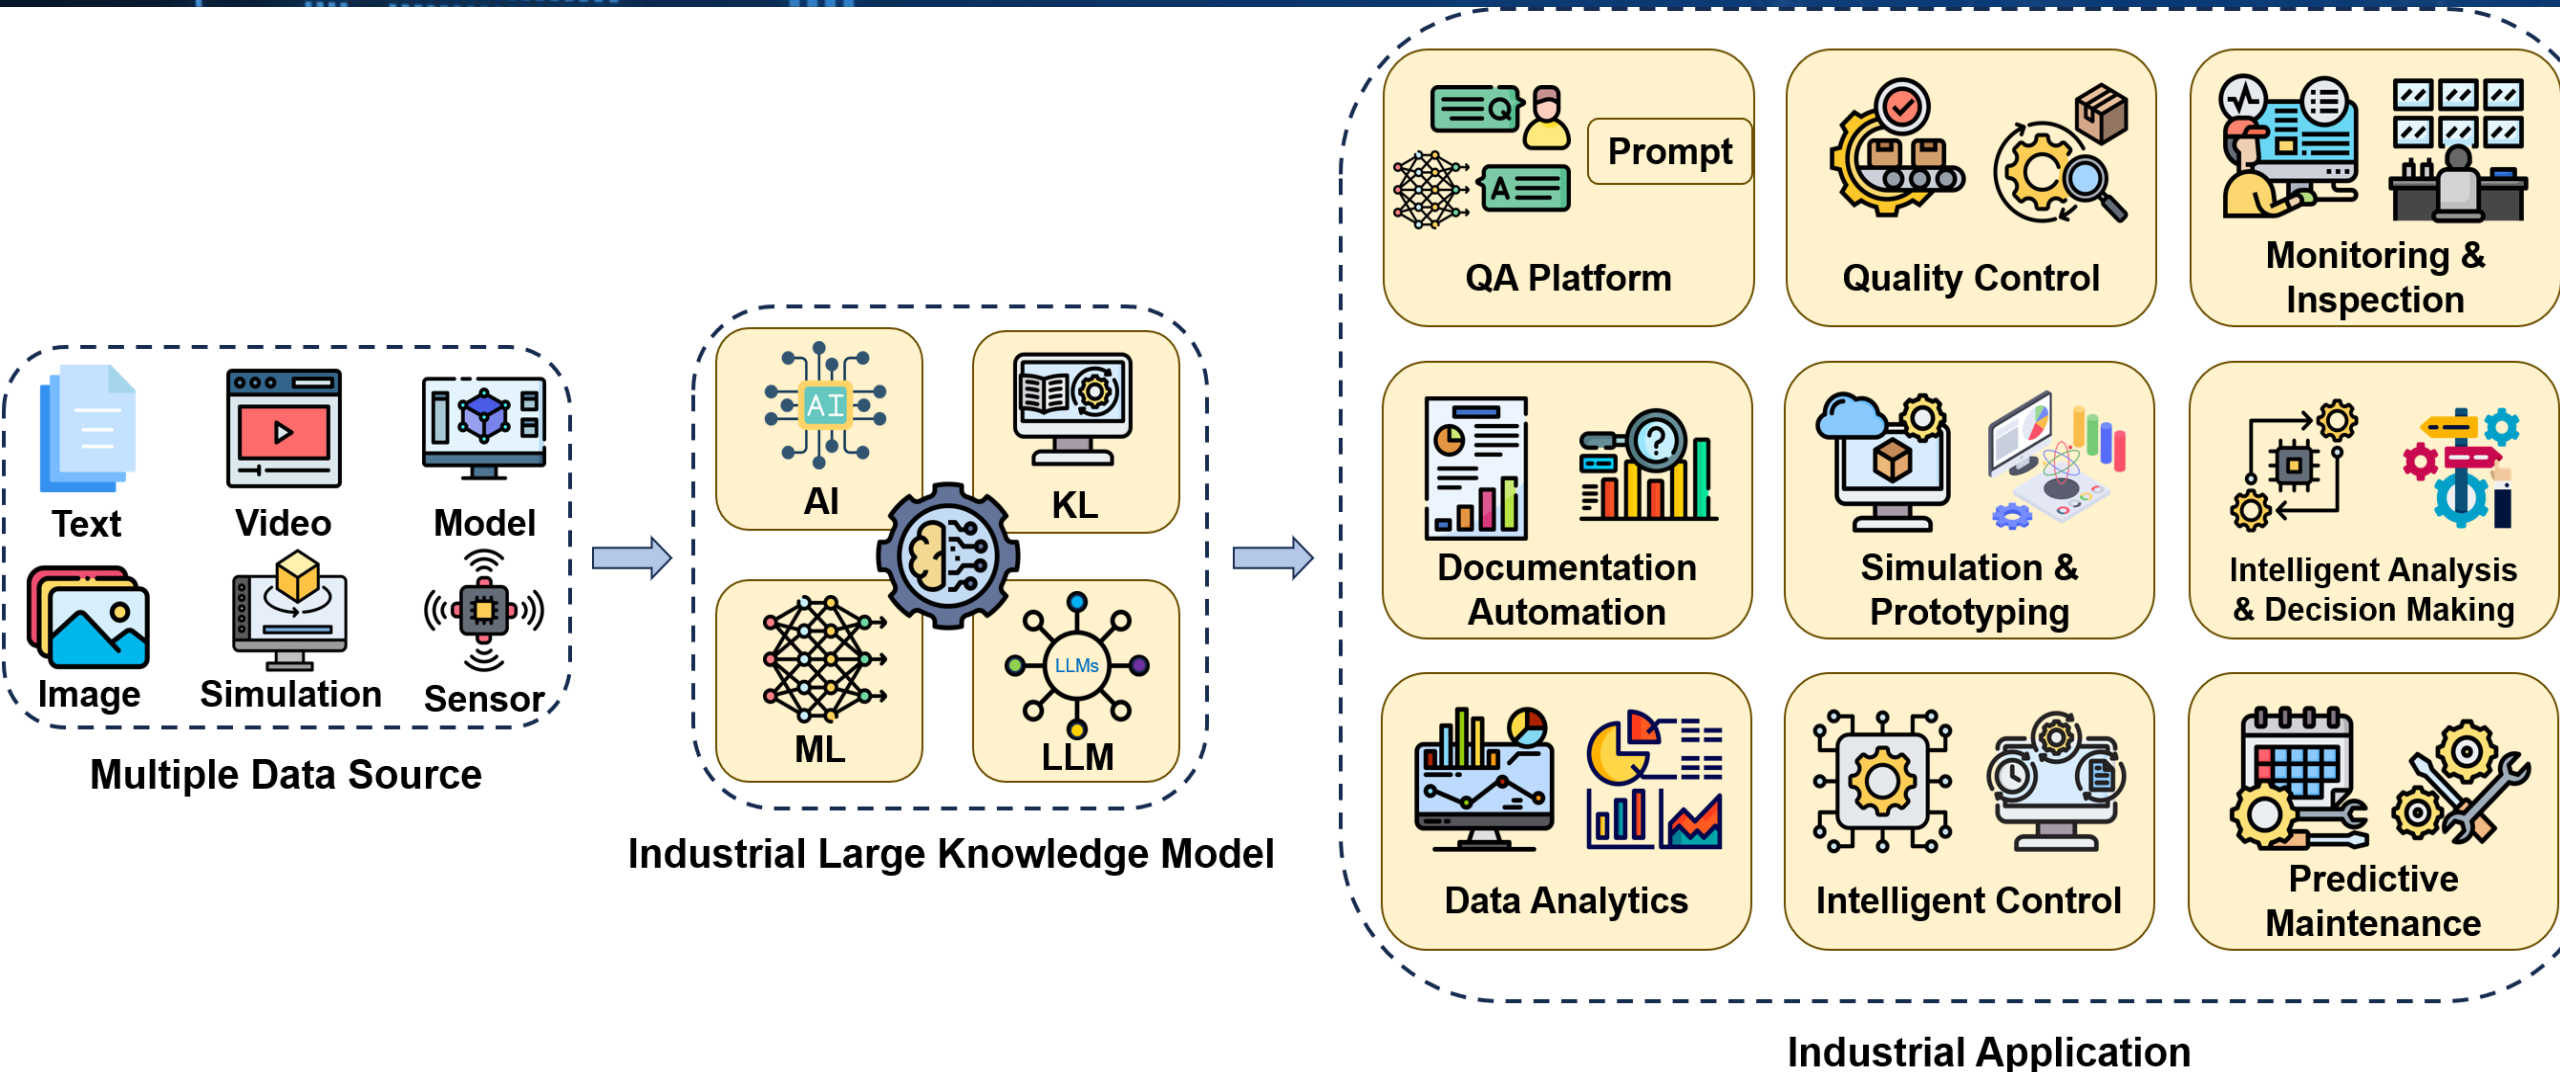 Text
Video
Model
Image
Simulation
Sensor
Multiple Data Source
AI
AI
KL
ML
LLMs
LLM
Industrial Large Knowledge Model
Q
A
Prompt
QA Platform
Quality Control
Monitoring &
Inspection
?
Documentation
Automation
Simulation &
Prototyping
Intelligent Analysis
& Decision Making
Data Analytics
Intelligent Control
Predictive
Maintenance
Industrial Application